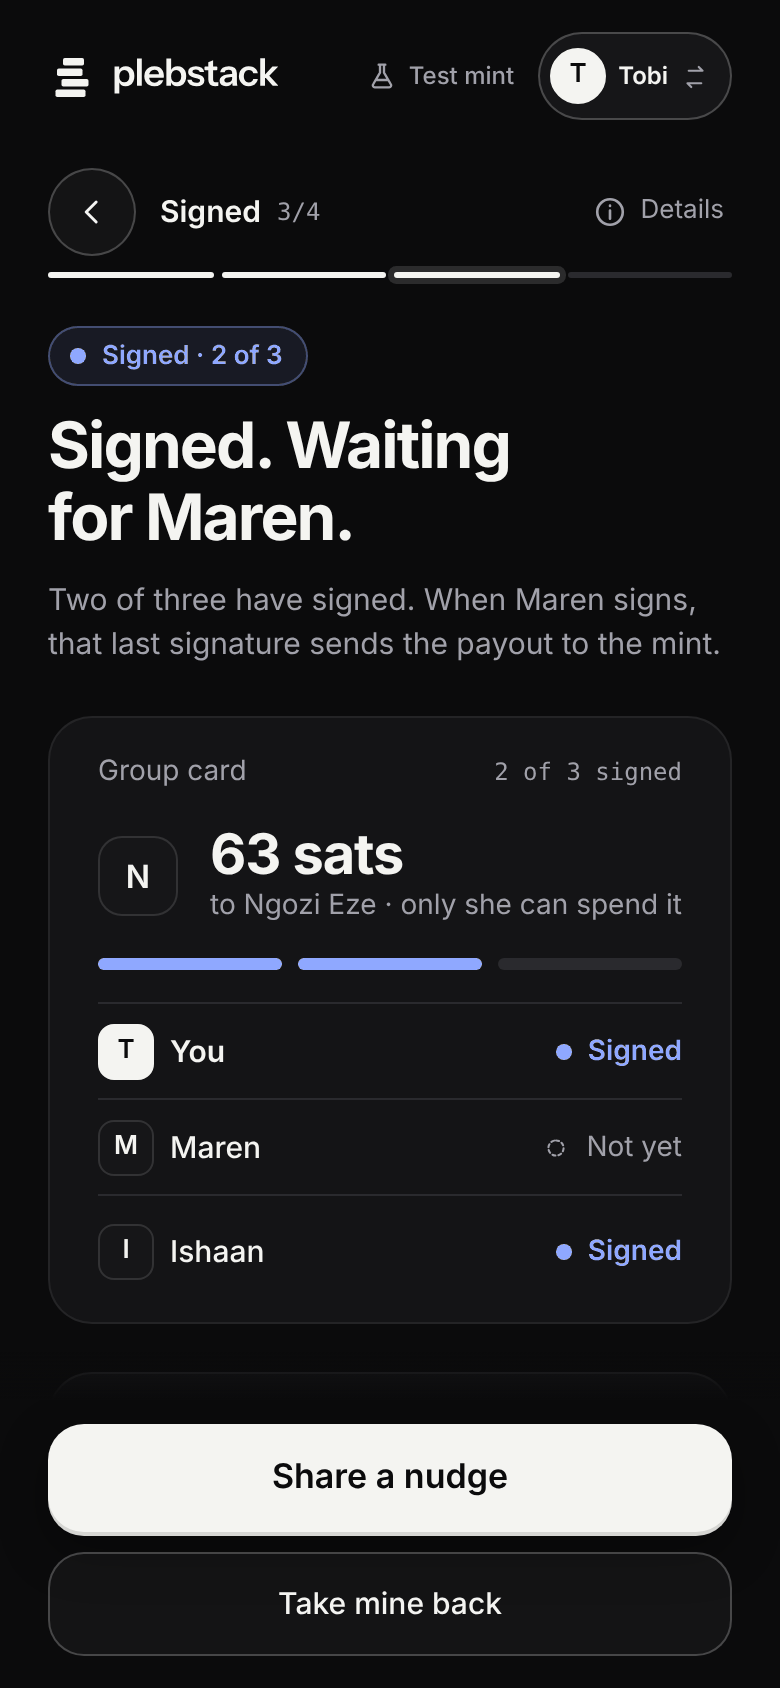 plebstack
Test mint
T
Tobi
Signed 3/4
Details
Signed · 2 of 3
Signed. Waiting
for Maren.
Two of three have signed. When Maren signs,
that last signature sends the payout to the mint.
Group card
2 of 3 signed
N
63 sats
to Ngozi Eze · only she can spend it
T
You
Signed
M
Maren
Not yet
I
Ishaan
Signed
Share a nudge
Take mine back